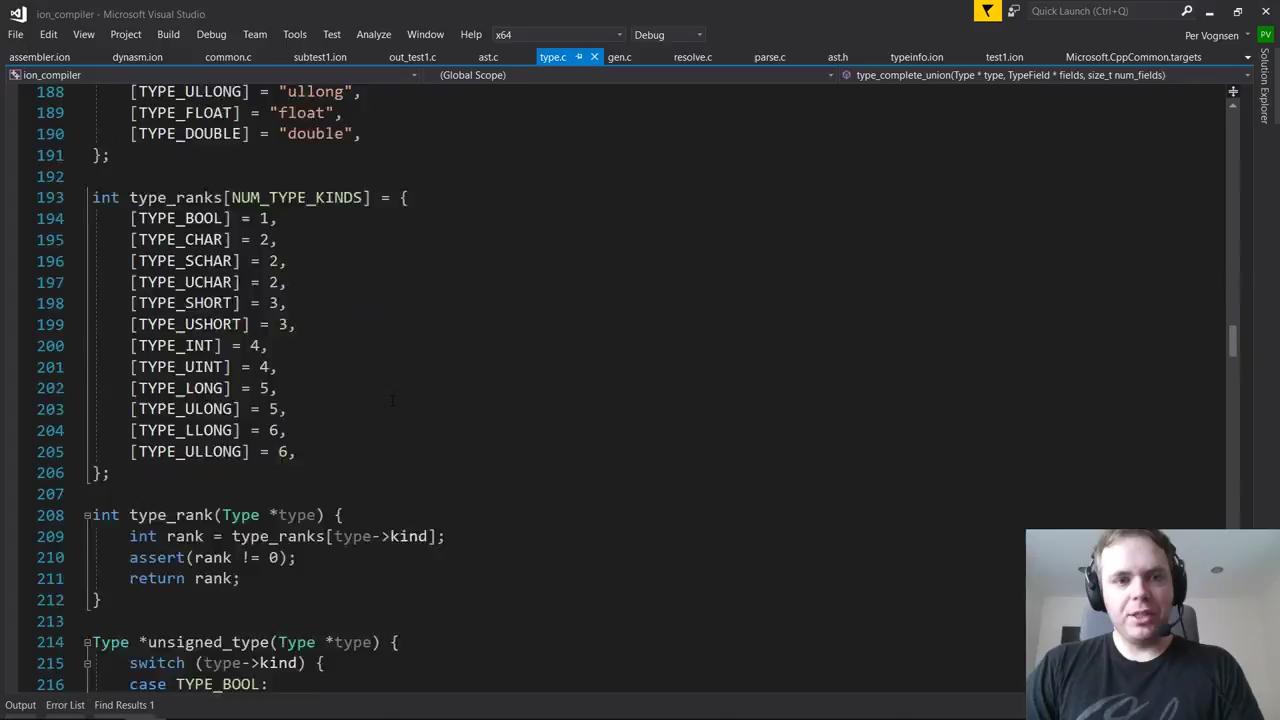 ion_compiler - Microsoft Visual Studio
Quick Launch (Ctrl+Q)
File Edit View Project Build Debug Team Tools Test Analyze Window Help x64 Debug Per Vognsen PV
assembler.ion dynasm.ion common.c subtest1.ion out_test1.c ast.c type.c gen.c resolve.c parse.c ast.h typeinfo.ion test1.ion Microsoft.CppCommon.targets
ion_compiler (Global Scope) type_complete_union(Type * type, TypeField * fields, size_t num_fields)
Solution Explorer
188 [TYPE_ULLONG] = "ullong",
189 [TYPE_FLOAT] = "float",
190 [TYPE_DOUBLE] = "double",
191 };
192
193 int type_ranks[NUM_TYPE_KINDS] = {
194 [TYPE_BOOL] = 1,
195 [TYPE_CHAR] = 2,
196 [TYPE_SCHAR] = 2,
197 [TYPE_UCHAR] = 2,
198 [TYPE_SHORT] = 3,
199 [TYPE_USHORT] = 3,
200 [TYPE_INT] = 4,
201 [TYPE_UINT] = 4,
202 [TYPE_LONG] = 5,
203 [TYPE_ULONG] = 5,
204 [TYPE_LLONG] = 6,
205 [TYPE_ULLONG] = 6,
206 };
207
208 int type_rank(Type *type) {
209 int rank = type_ranks[type->kind];
210 assert(rank != 0);
211 return rank;
212 }
213
214 Type *unsigned_type(Type *type) {
215 switch (type->kind) {
216 case TYPE_BOOL:
Output Error List Find Results 1